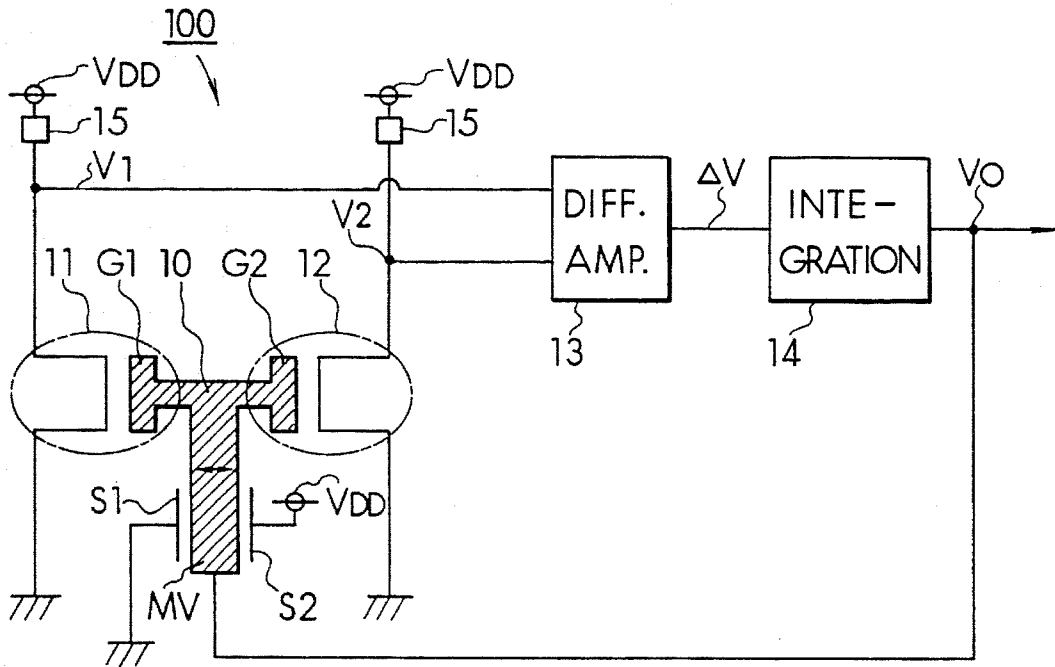 100
VDD
VDD
15
15
V1
V2
DIFF.
AMP.
ΔV
INTE-
GRATION
VO
13
14
11
G1
10
G2
12
S1
VDD
MV
S2